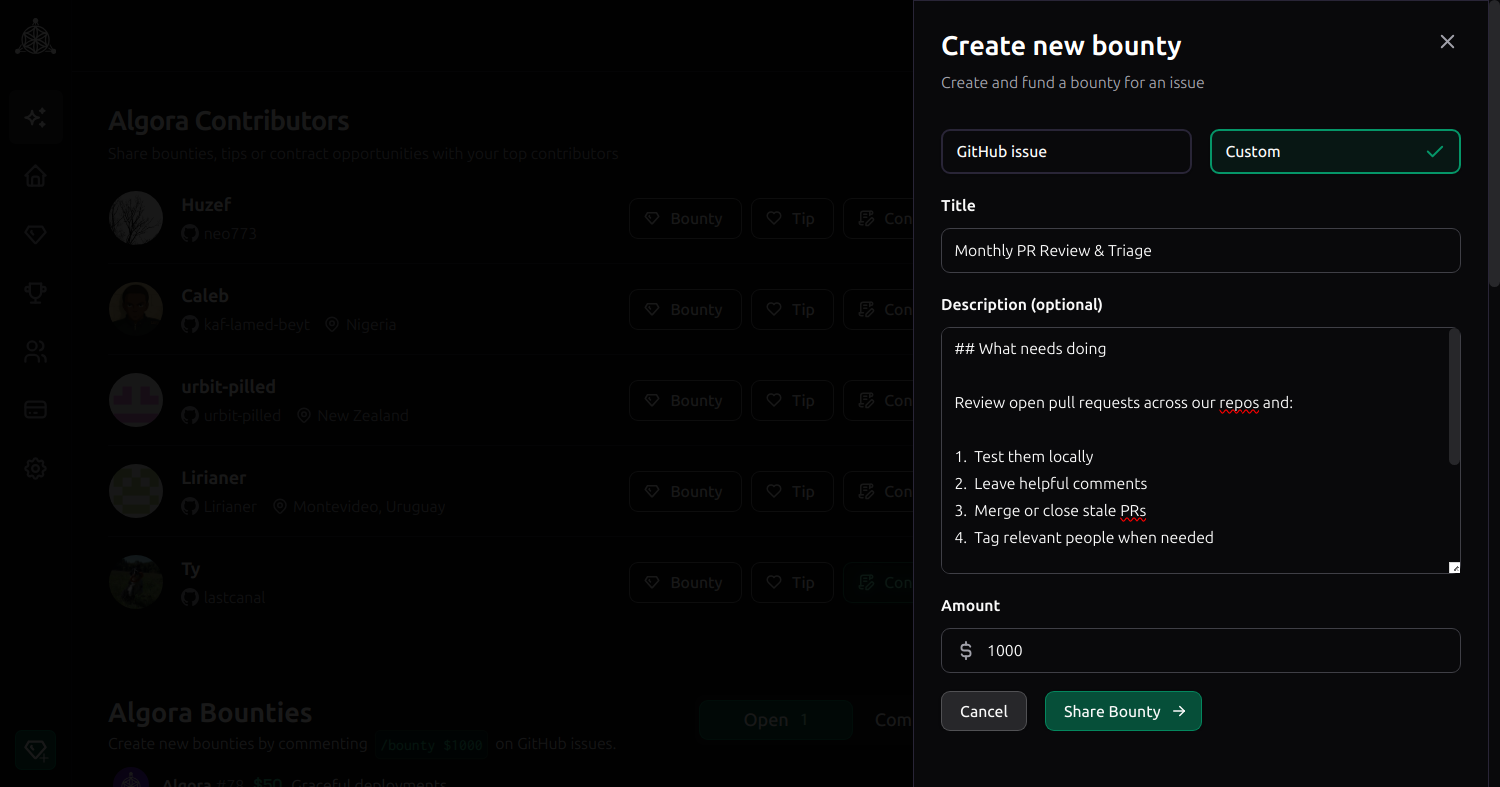 Algora Contributors
Share bounties, tips or contract opportunities with your top contributors
Huzef
neo773
Bounty
Tip
Con
Caleb
kaf-lamed-beyt
Nigeria
Bounty
Tip
Con
urbit-pilled
urbit-pilled
New Zealand
Bounty
Tip
Con
Lirianer
Lirianer
Montevideo, Uruguay
Bounty
Tip
Con
Ty
lastcanal
Bounty
Tip
Con
Algora Bounties
Open 1
Com
Create new bounties by commenting /bounty $1000 on GitHub issues.
Algora #78 $50 Graceful deployments
Create new bounty
Create and fund a bounty for an issue
GitHub issue
Custom
Title
Monthly PR Review & Triage
Description (optional)
## What needs doing
Review open pull requests across our repos and:
1. Test them locally
2. Leave helpful comments
3. Merge or close stale PRs
4. Tag relevant people when needed
Amount
$ 1000
Cancel
Share Bounty